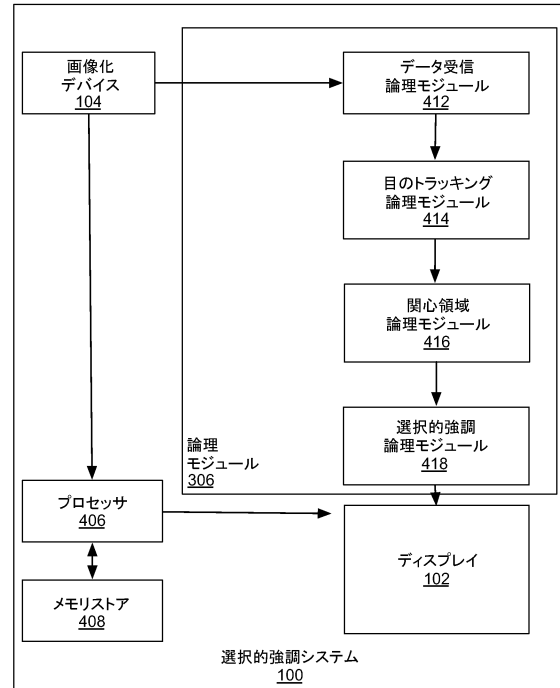 画像化
デバイス
104
データ受信
論理モジュール
412
目のトラッキング
論理モジュール
414
関心領域
論理モジュール
416
選択的強調
論理モジュール
418
論理
モジュール
306
プロセッサ
406
メモリストア
408
ディスプレイ
102
選択的強調システム
100